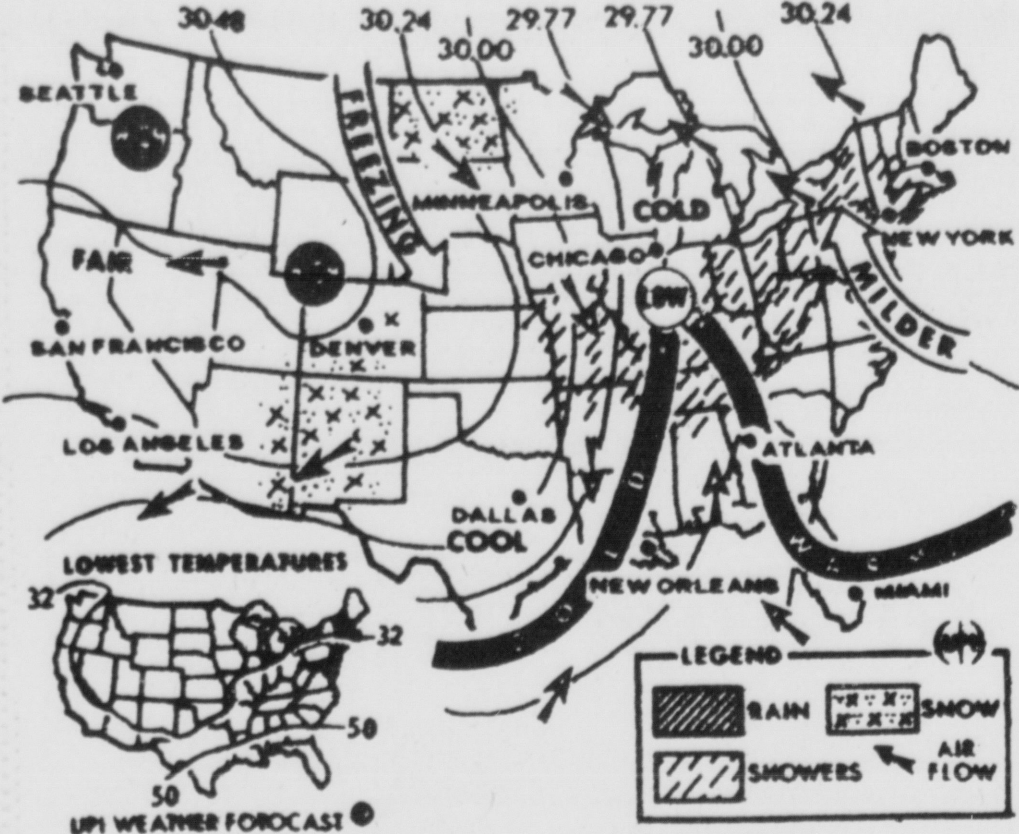 30.48
30.24
30.00
29.77
29.77
30.00
30.24
SEATTLE
FREEZING
BOSTON
MINNEAPOLIS
COLD
NEW YORK
FAIR
CHICAGO
LOW
MILDER
SAN FRANCISCO
DENVER
LOS ANGELES
ATLANTA
DALLAS
COOL
COLD
WARM
NEW ORLEANS
MIAMI
LOWEST TEMPERATURES
32
32
50
50
UPI WEATHER FOTOCAST ©
LEGEND
RAIN
SNOW
SHOWERS
AIR
FLOW